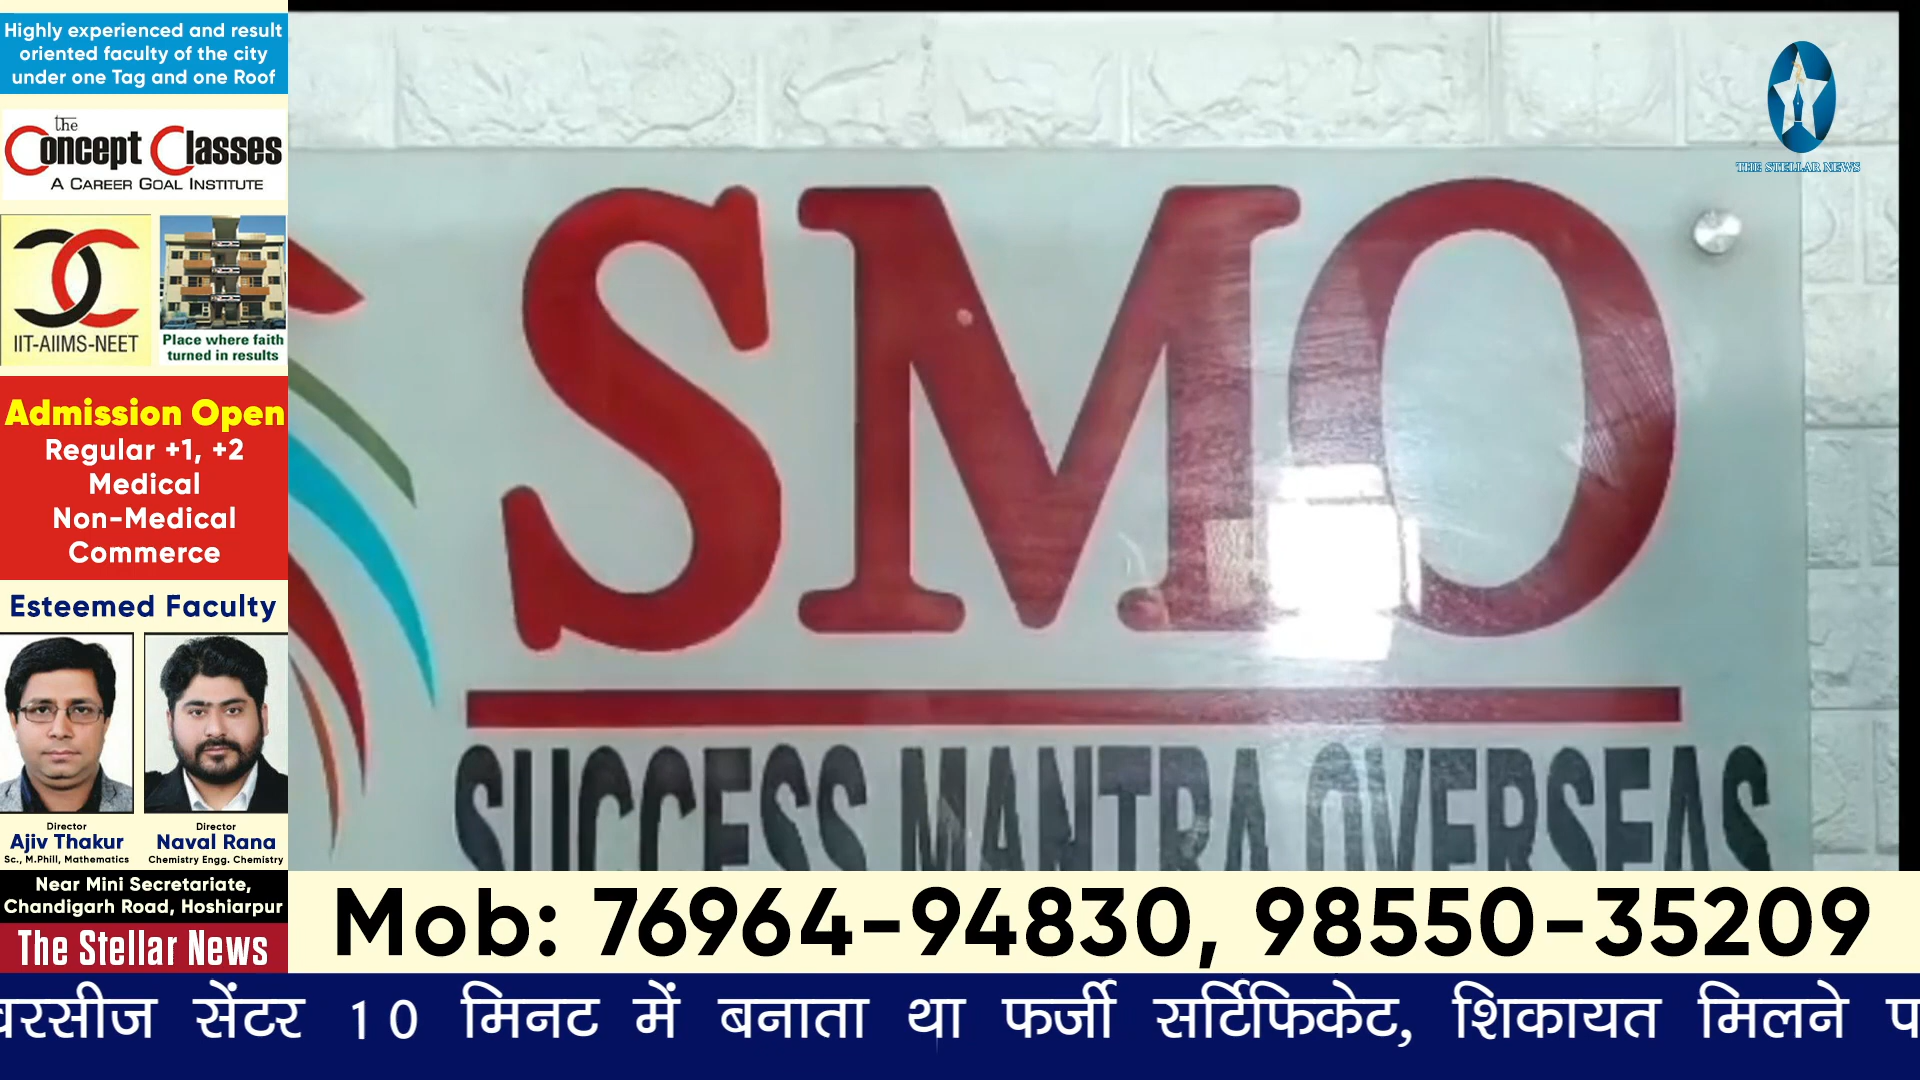 Highly experienced and result
oriented faculty of the city
under one Tag and one Roof
the
Concept Classes
A CAREER GOAL INSTITUTE
IIT-AIIMS-NEET
Place where faith
turned in results
Admission Open
Regular +1, +2
Medical
Non-Medical
Commerce
Esteemed Faculty
Director
Ajiv Thakur
Sc., M.Phill, Mathematics
Director
Naval Rana
Chemistry Engg. Chemistry
Near Mini Secretariate,
Chandigarh Road, Hoshiarpur
The Stellar News
THE STELLAR NEWS
SMO
SUCCESS MANTRA OVERSEAS
Mob: 76964-94830, 98550-35209
वरसीज सेंटर 10 मिनट में बनाता था फर्जी सर्टिफिकेट, शिकायत मिलने प